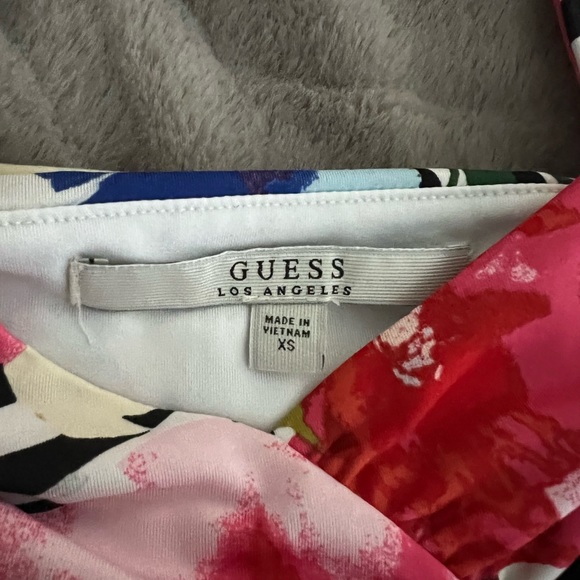 GUESS
LOS ANGELES
MADE IN
VIETNAM
XS